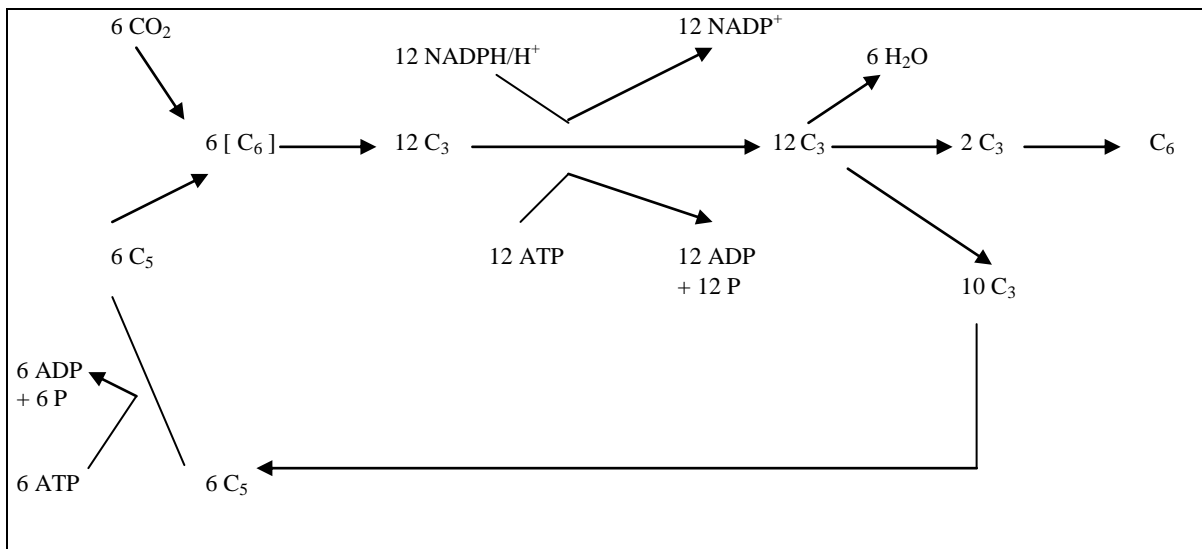 6 CO₂
12 NADP⁺
12 NADPH/H⁺
6 H₂O
6 [ C₆ ]
12 C₃
12 C₃
2 C₃
C₆
6 C₅
12 ATP
12 ADP
+ 12 P
10 C₃
6 ADP
+ 6 P
6 ATP
6 C₅